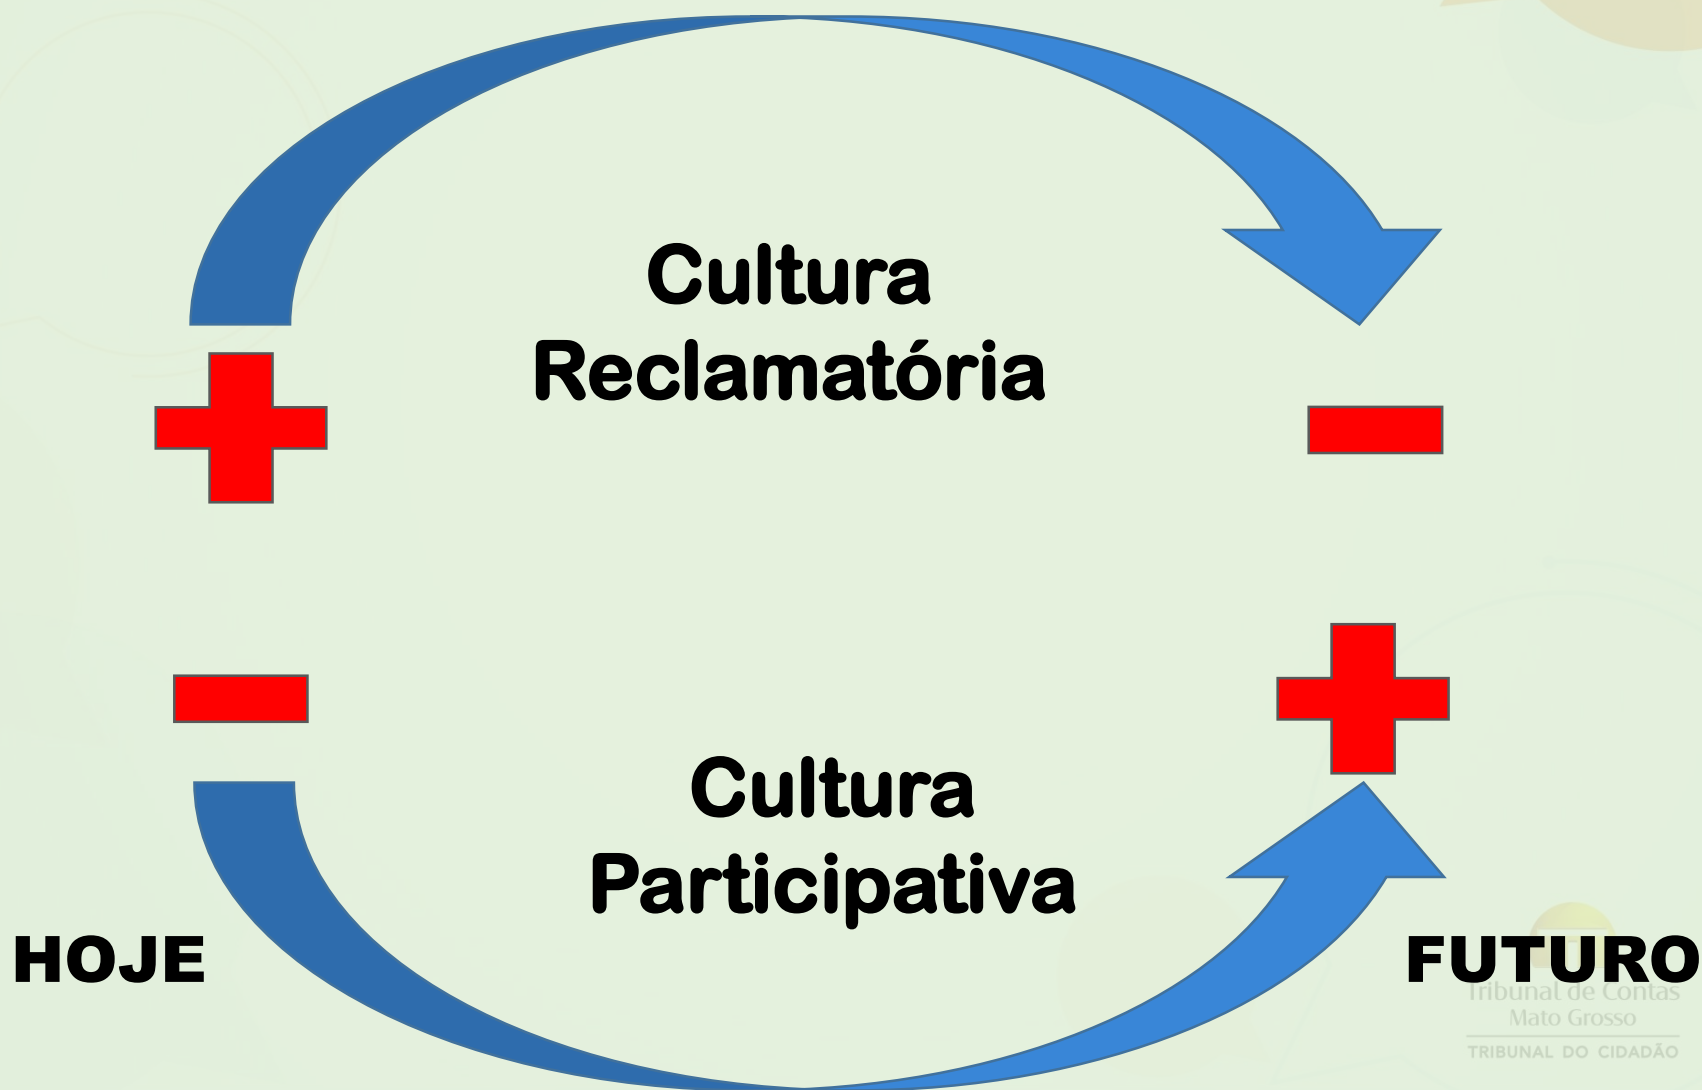 Cultura
Reclamatória
Cultura
Participativa
HOJE
FUTURO
Tribunal de Contas
Mato Grosso
TRIBUNAL DO CIDADÃO